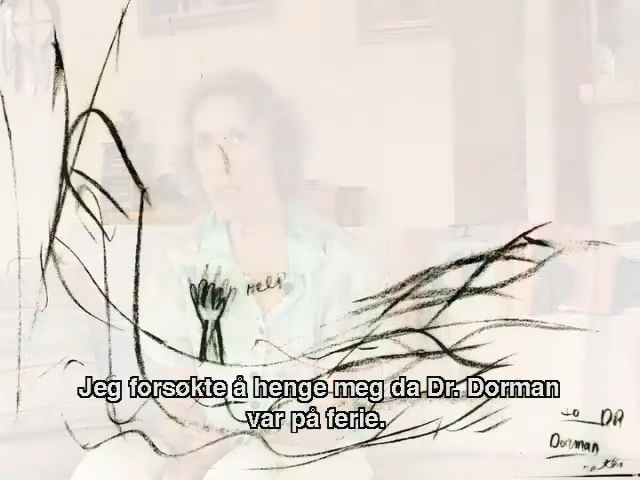 HELP
Jeg forsøkte å henge meg da Dr. Dorman
var på ferie.
to DR
Dorman